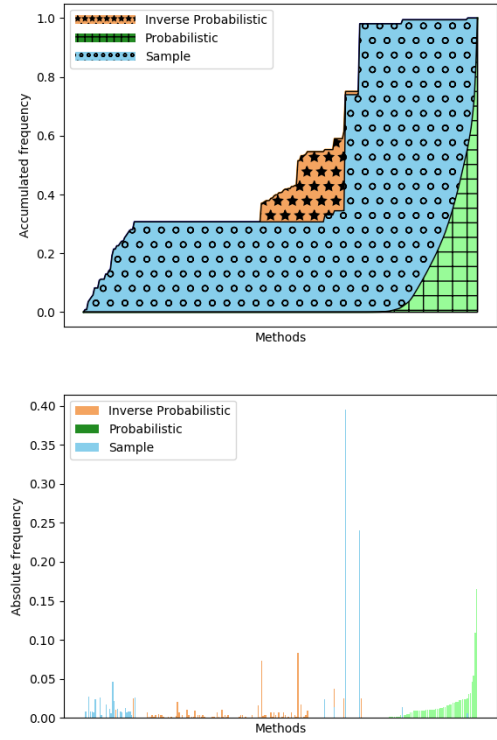 1.0
0.8
0.6
0.4
0.2
0.0
Accumulated frequency
Inverse Probabilistic
Probabilistic
Sample
Methods
0.40
0.35
0.30
0.25
0.20
0.15
0.10
0.05
0.00
Absolute frequency
Inverse Probabilistic
Probabilistic
Sample
Methods